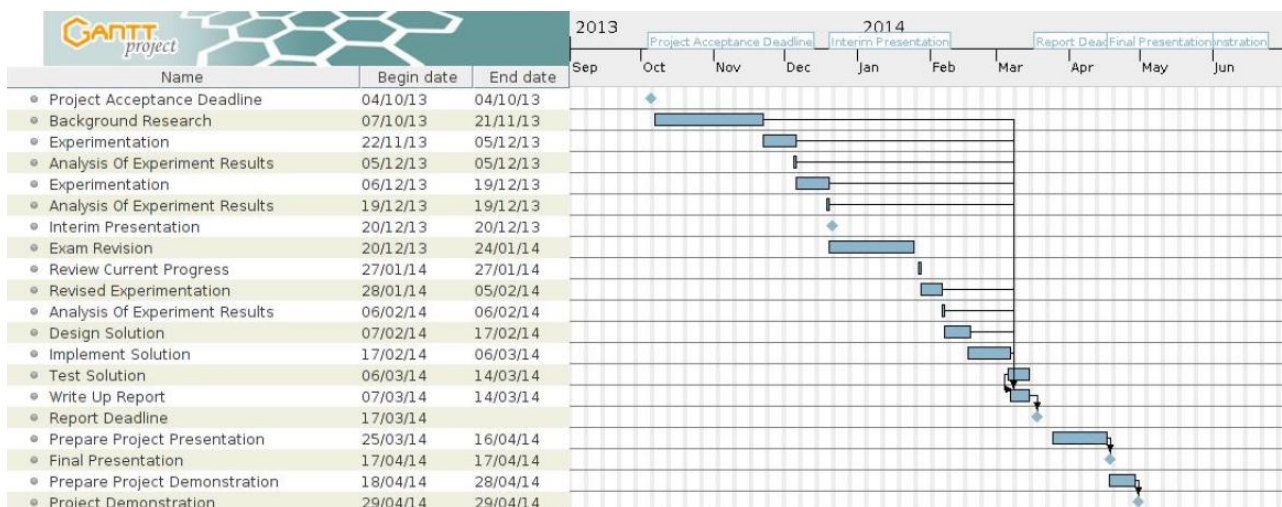 GANTT
project
2013 2014
Project Acceptance Deadline Interim Presentation Report Dead Final Presentation onstration
Name Begin date End date Sep Oct Nov Dec Jan Feb Mar Apr May Jun
Project Acceptance Deadline 04/10/13 04/10/13
Background Research 07/10/13 21/11/13
Experimentation 22/11/13 05/12/13
Analysis Of Experiment Results 05/12/13 05/12/13
Experimentation 06/12/13 19/12/13
Analysis Of Experiment Results 19/12/13 19/12/13
Interim Presentation 20/12/13 20/12/13
Exam Revision 20/12/13 24/01/14
Review Current Progress 27/01/14 27/01/14
Revised Experimentation 28/01/14 05/02/14
Analysis Of Experiment Results 06/02/14 06/02/14
Design Solution 07/02/14 17/02/14
Implement Solution 17/02/14 06/03/14
Test Solution 06/03/14 14/03/14
Write Up Report 07/03/14 14/03/14
Report Deadline 17/03/14
Prepare Project Presentation 25/03/14 16/04/14
Final Presentation 17/04/14 17/04/14
Prepare Project Demonstration 18/04/14 28/04/14
Project Demonstration 29/04/14 29/04/14